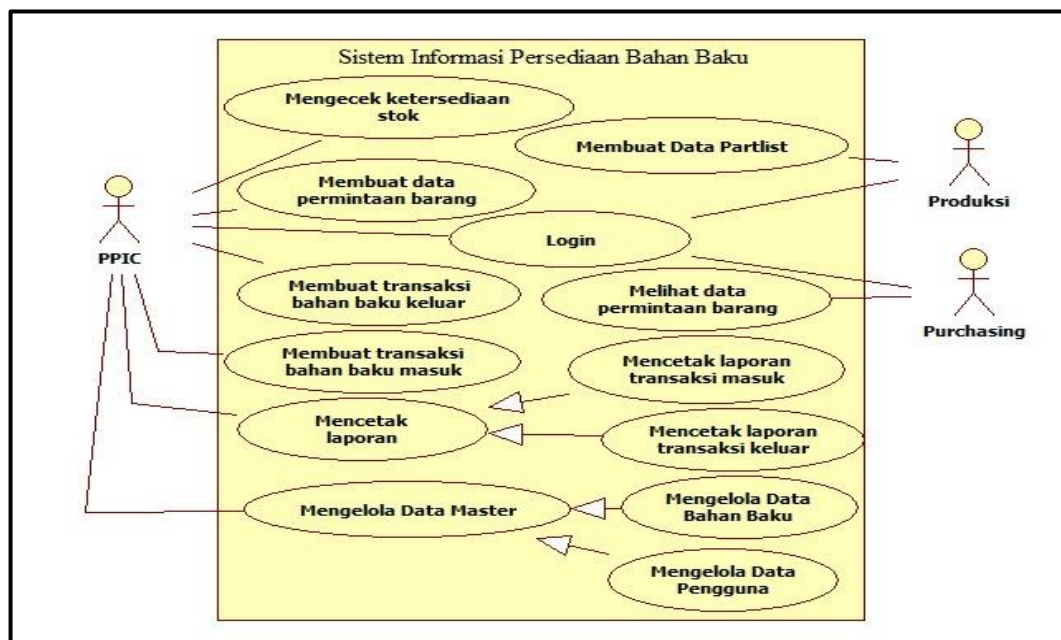 Sistem Informasi Persediaan Bahan Baku
Mengecek ketersediaan
stok
Membuat Data Partlist
Produksi
Membuat data
permintaan barang
Login
PPIC
Membuat transaksi
bahan baku keluar
Melihat data
permintaan barang
Purchasing
Membuat transaksi
bahan baku masuk
Mencetak laporan
transaksi masuk
Mencetak
laporan
Mencetak laporan
transaksi keluar
Mengelola Data Master
Mengelola Data
Bahan Baku
Mengelola Data
Pengguna